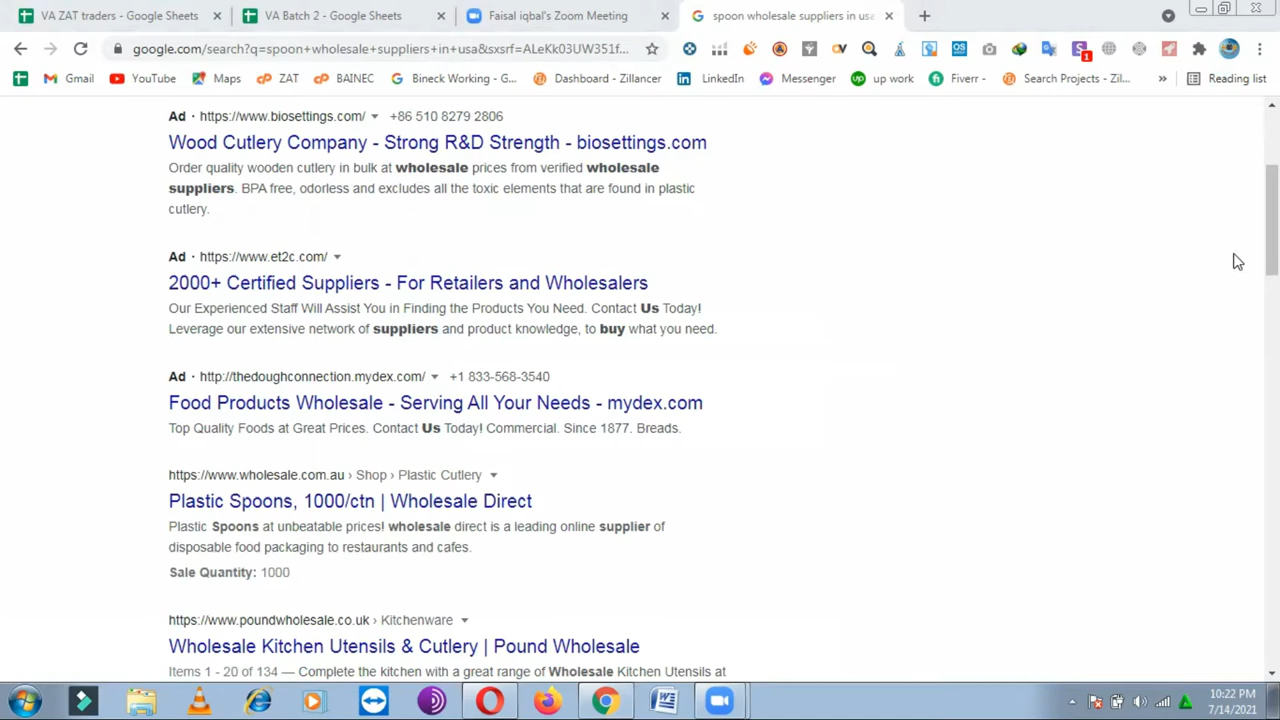 VA ZAT traders - Google Sheets
VA Batch 2 - Google Sheets
Faisal iqbal's Zoom Meeting
spoon wholesale suppliers in usa
google.com/search?q=spoon+wholesale+suppliers+in+usa&sxsrf=ALeKk03UW351f...
Gmail
YouTube
Maps
ZAT
BAINEC
Bineck Working - G...
Dashboard - Zillancer
LinkedIn
Messenger
up work
Fiverr -
Search Projects - Zil...
»
Reading list
Ad · https://www.biosettings.com/ +86 510 8279 2806
Wood Cutlery Company - Strong R&D Strength - biosettings.com
Order quality wooden cutlery in bulk at wholesale prices from verified wholesale
suppliers. BPA free, odorless and excludes all the toxic elements that are found in plastic
cutlery.
Ad · https://www.et2c.com/
2000+ Certified Suppliers - For Retailers and Wholesalers
Our Experienced Staff Will Assist You in Finding the Products You Need. Contact Us Today!
Leverage our extensive network of suppliers and product knowledge, to buy what you need.
Ad · http://thedoughconnection.mydex.com/ +1 833-568-3540
Food Products Wholesale - Serving All Your Needs - mydex.com
Top Quality Foods at Great Prices. Contact Us Today! Commercial. Since 1877. Breads.
https://www.wholesale.com.au › Shop › Plastic Cutlery
Plastic Spoons, 1000/ctn | Wholesale Direct
Plastic Spoons at unbeatable prices! wholesale direct is a leading online supplier of
disposable food packaging to restaurants and cafes.
Sale Quantity: 1000
https://www.poundwholesale.co.uk › Kitchenware
Wholesale Kitchen Utensils & Cutlery | Pound Wholesale
Items 1 - 20 of 134 — Complete the kitchen with a great range of Wholesale Kitchen Utensils at
10:22 PM
7/14/2021